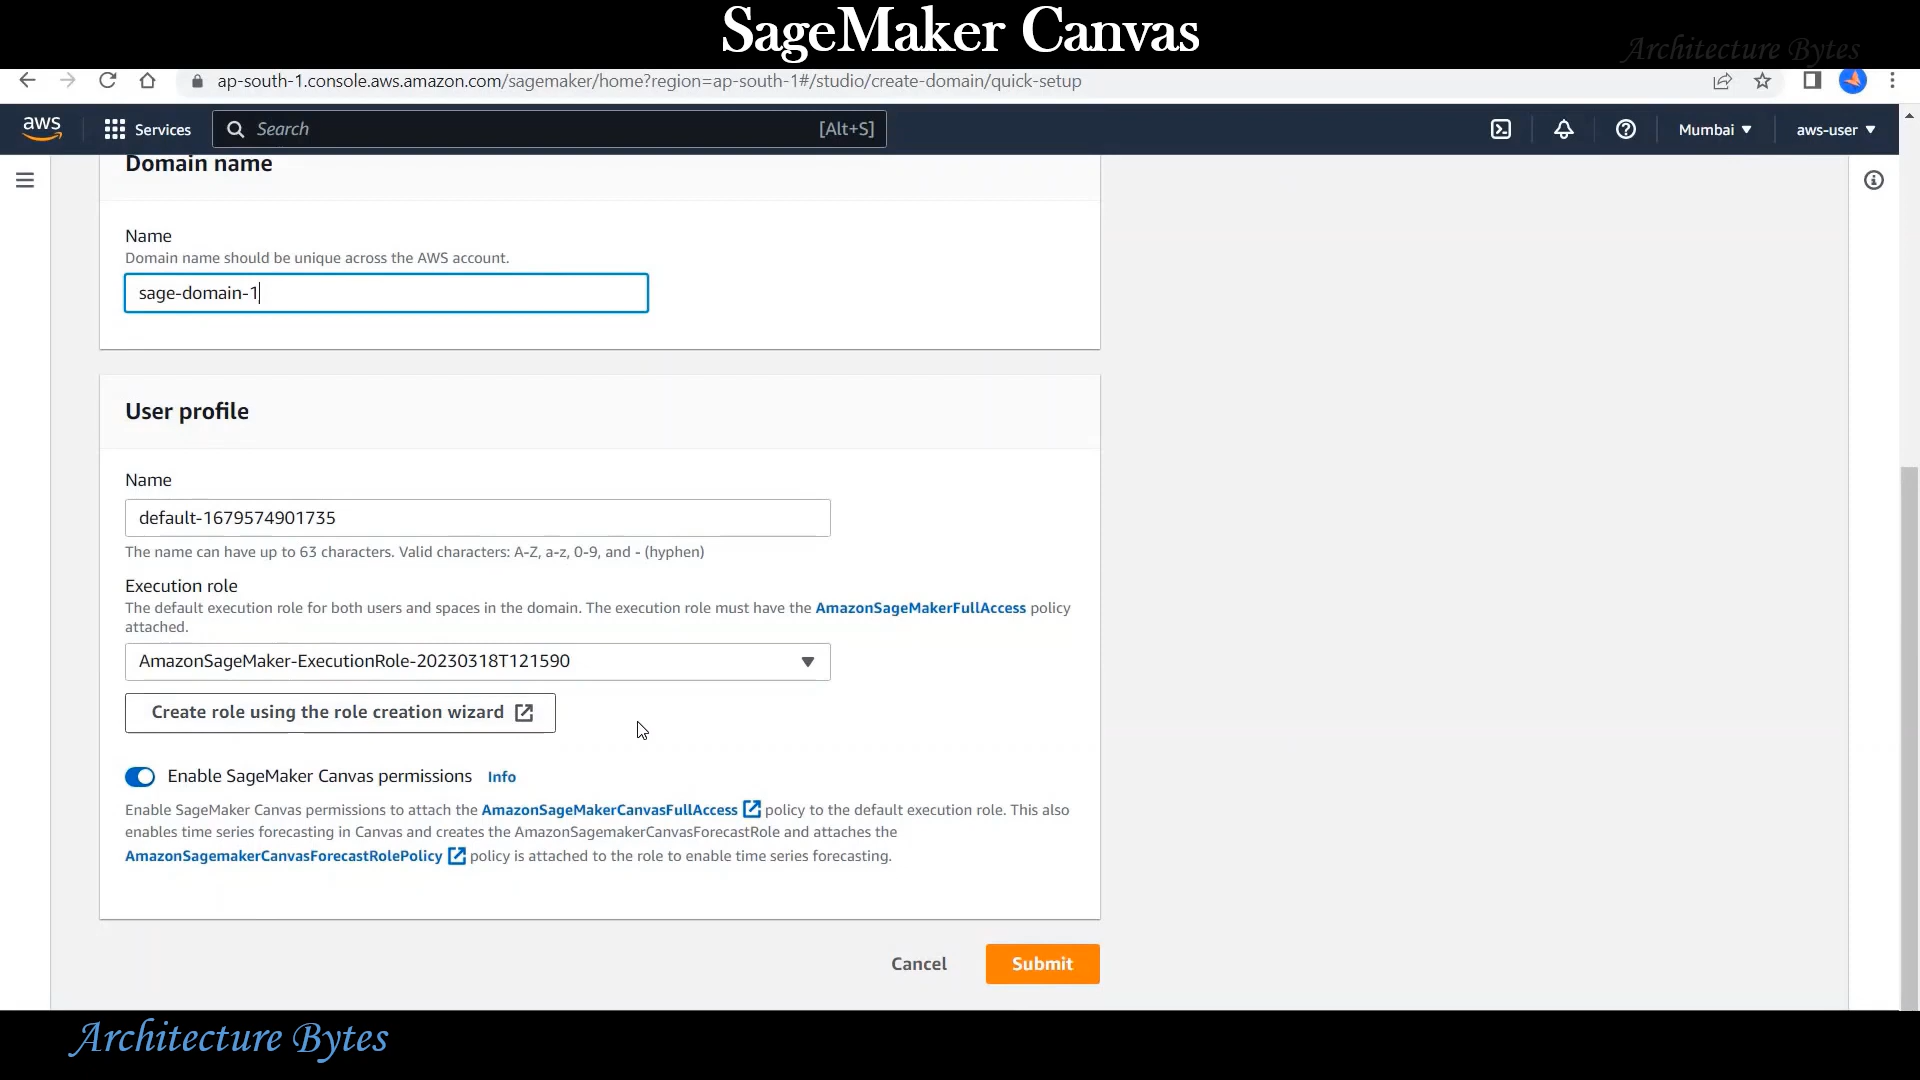 SageMaker Canvas
Architecture Bytes
ap-south-1.console.aws.amazon.com/sagemaker/home?region=ap-south-1#/studio/create-domain/quick-setup
aws
Services
Search
[Alt+S]
Mumbai
aws-user
Domain name
Name
Domain name should be unique across the AWS account.
sage-domain-1
User profile
Name
default-1679574901735
The name can have up to 63 characters. Valid characters: A-Z, a-z, 0-9, and - (hyphen)
Execution role
The default execution role for both users and spaces in the domain. The execution role must have the AmazonSageMakerFullAccess policy
attached.
AmazonSageMaker-ExecutionRole-20230318T121590
Create role using the role creation wizard
Enable SageMaker Canvas permissions Info
Enable SageMaker Canvas permissions to attach the AmazonSageMakerCanvasFullAccess policy to the default execution role. This also
enables time series forecasting in Canvas and creates the AmazonSagemakerCanvasForecastRole and attaches the
AmazonSagemakerCanvasForecastRolePolicy policy is attached to the role to enable time series forecasting.
Cancel
Submit
Architecture Bytes